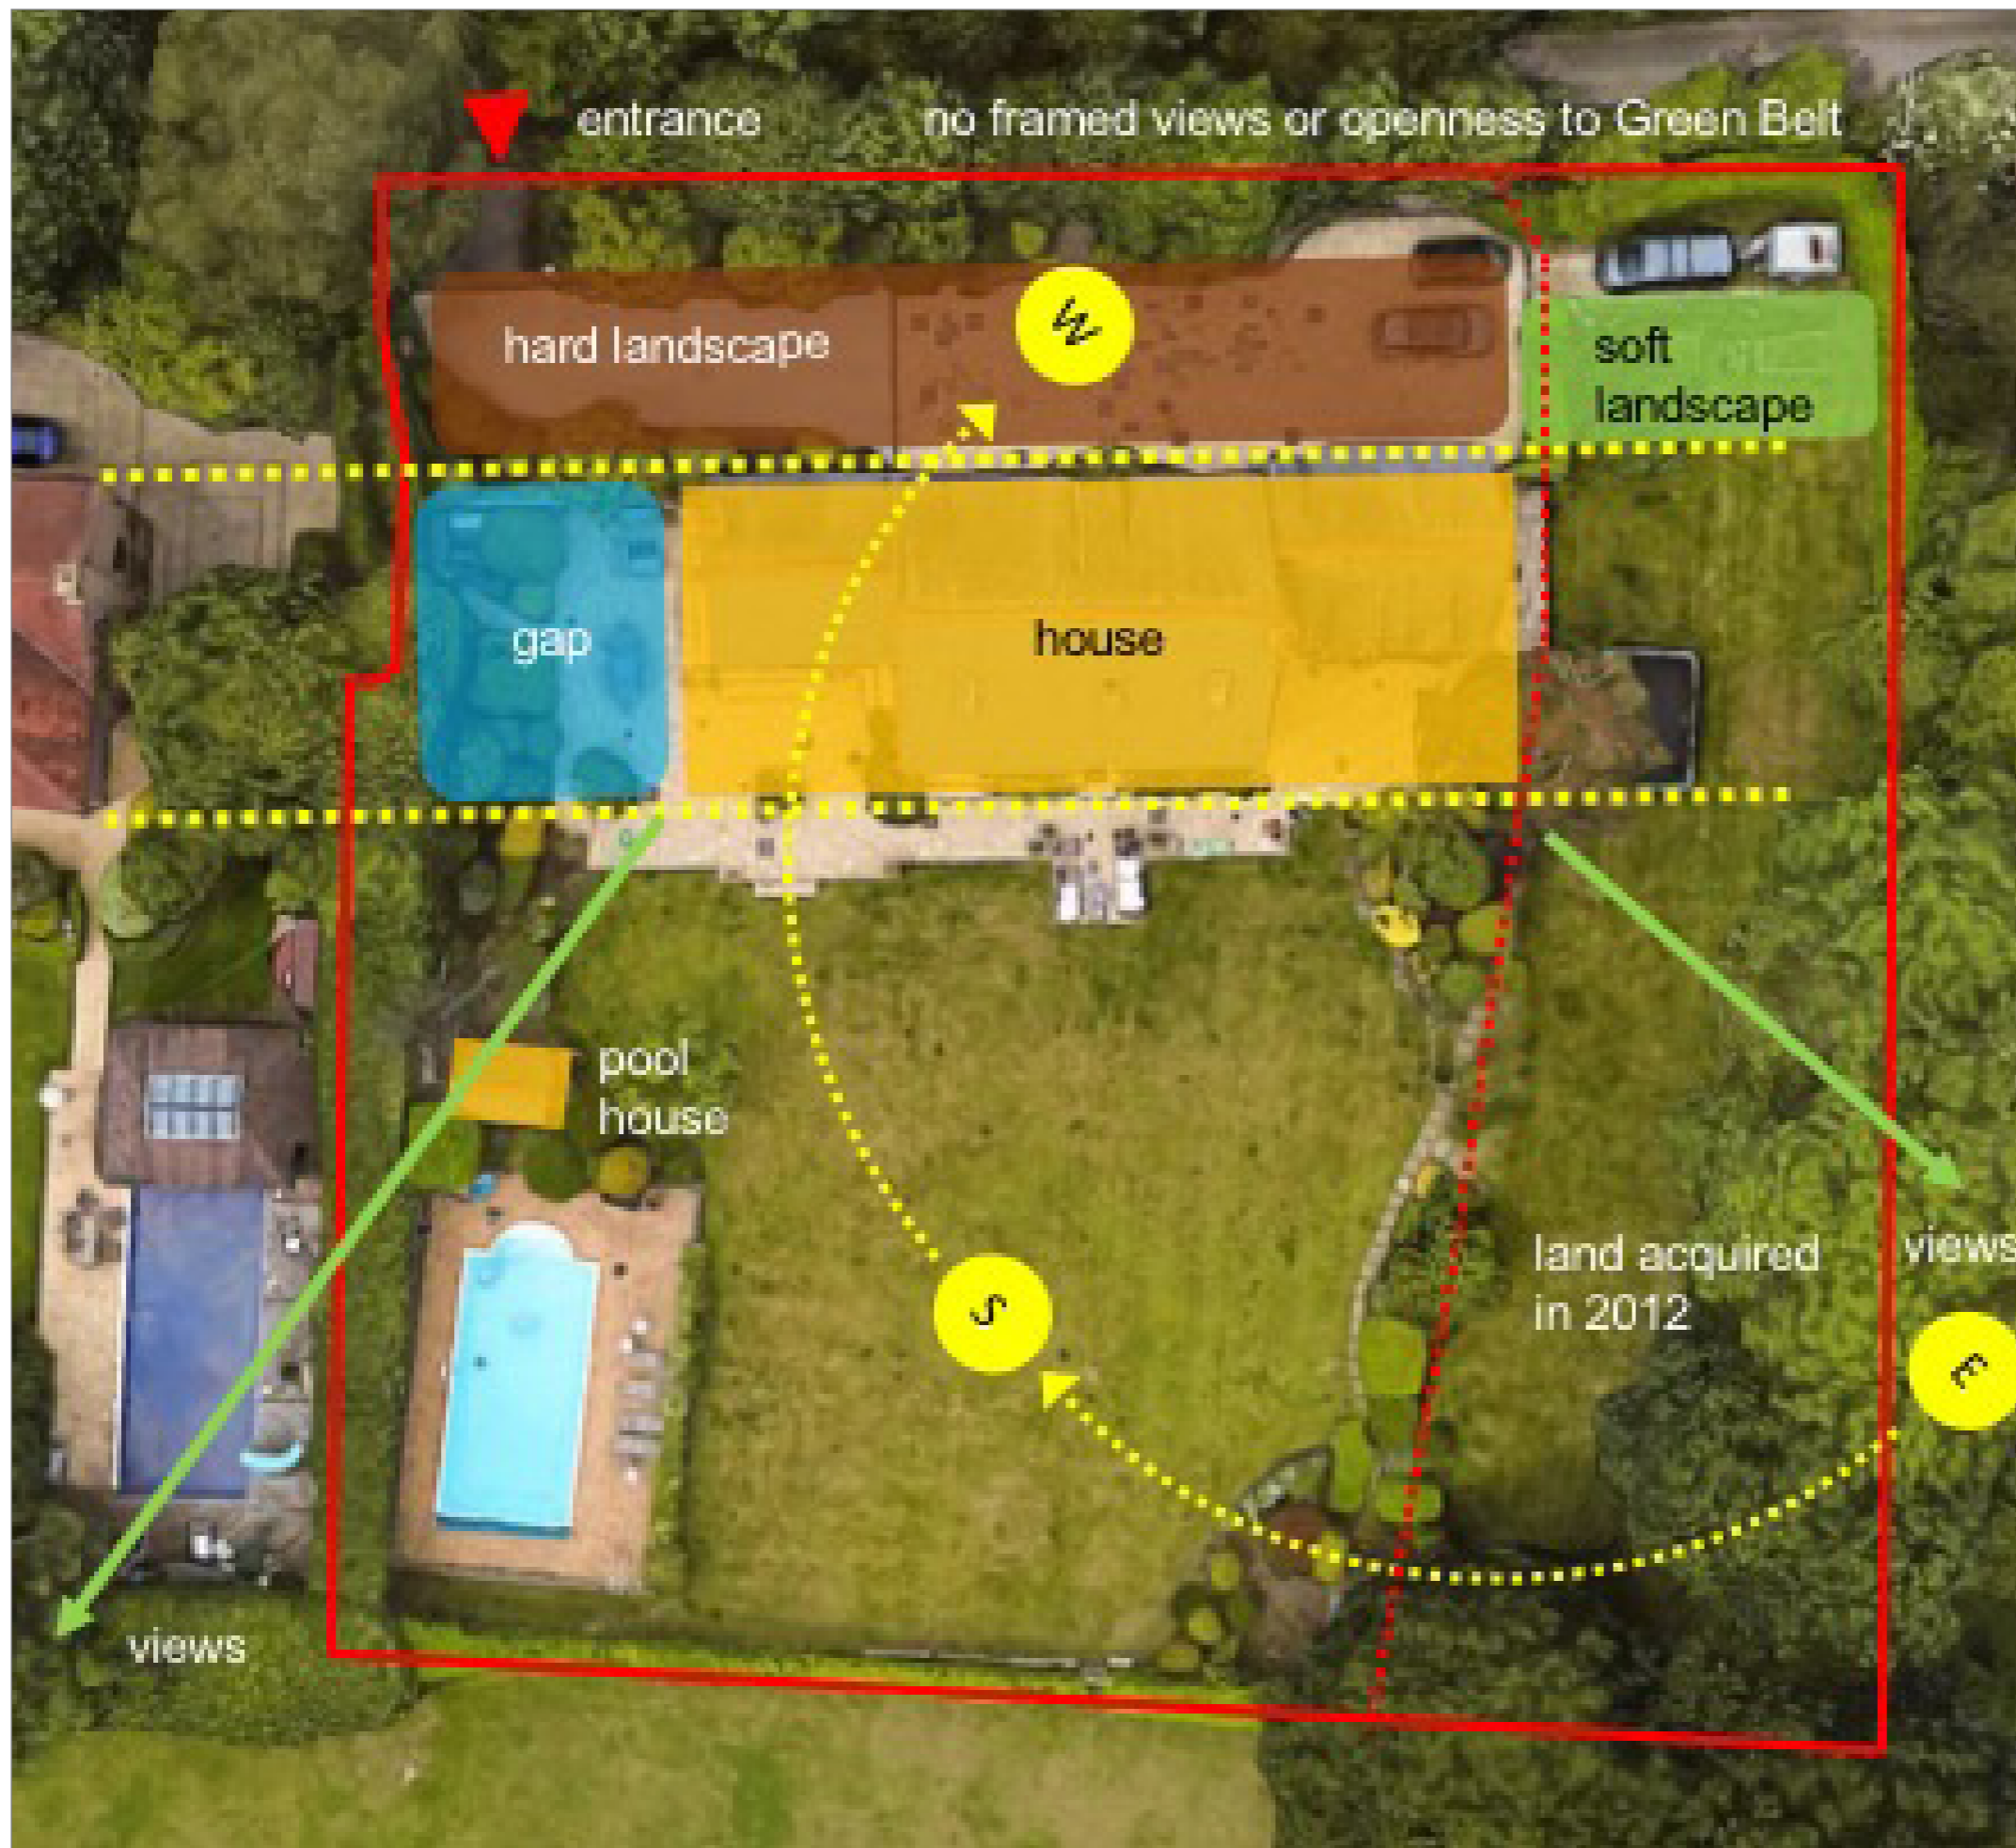 entrance
no framed views or openness to Green Belt
hard landscape
W
soft
landscape
gap
house
pool
house
land acquired
in 2012
views
S
E
views